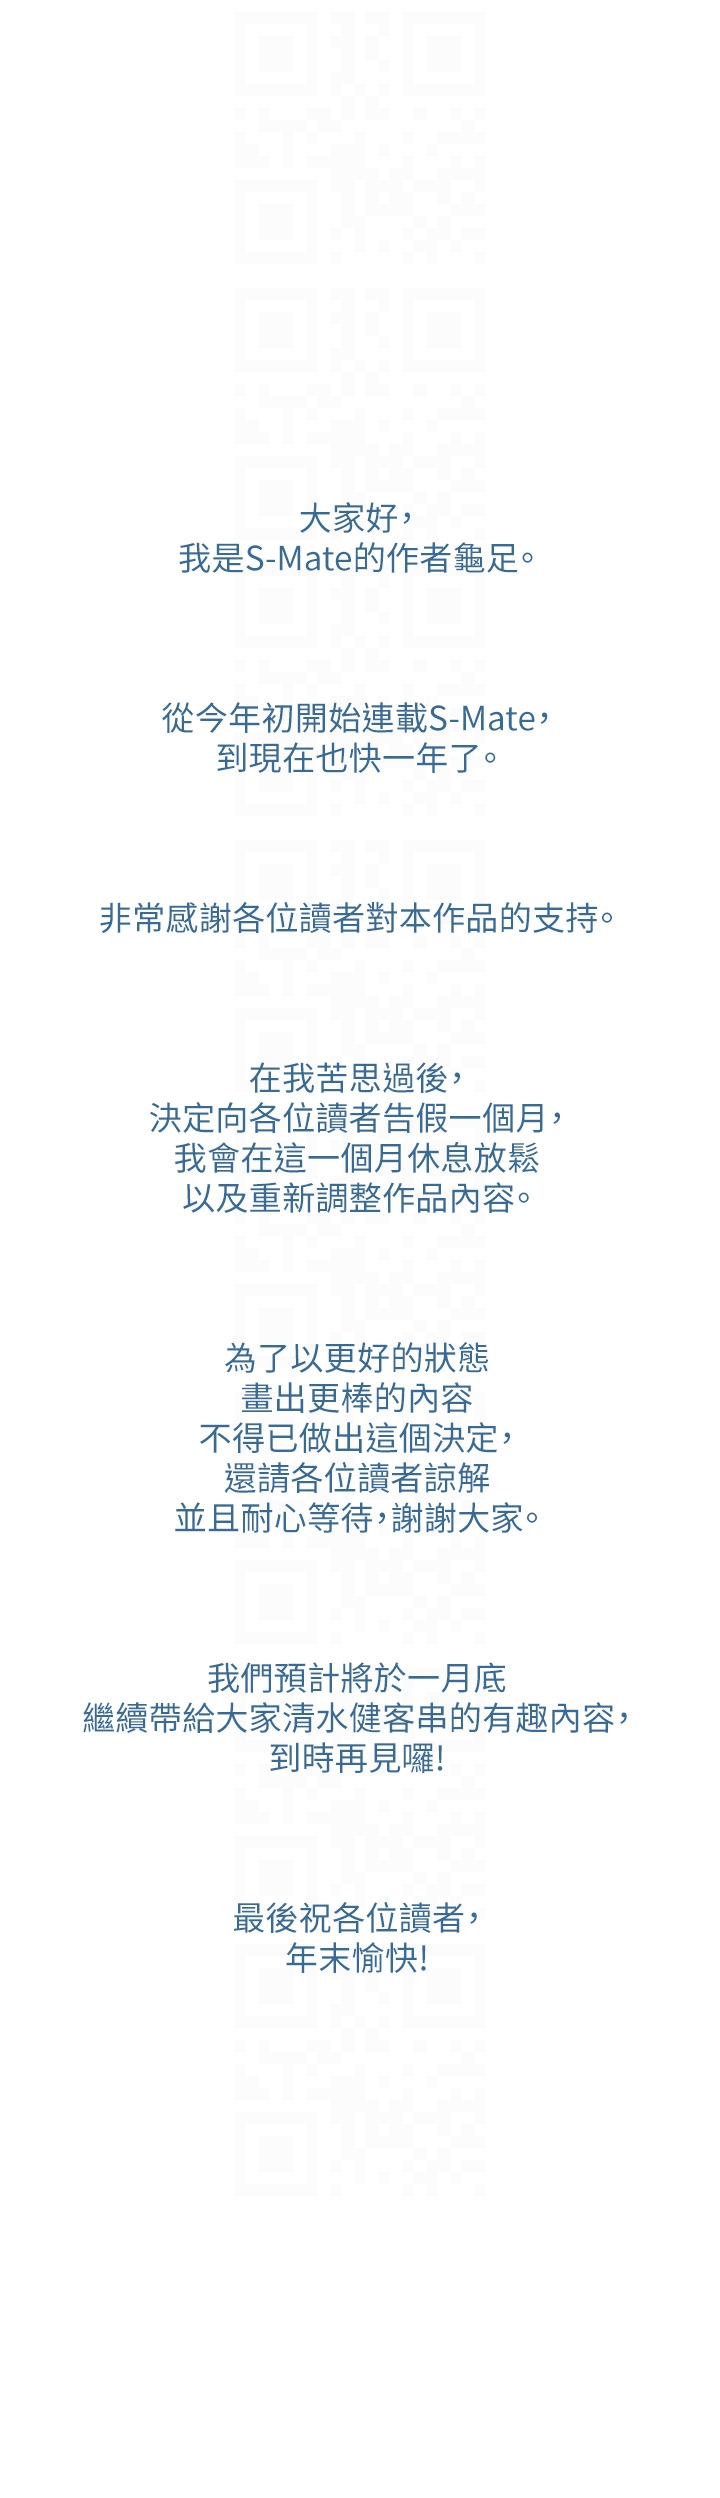 大家好，
我是S-Mate的作者龜足。
從今年初開始連載S-Mate，
到現在也快一年了。
非常感謝各位讀者對本作品的支持。
在我苦思過後，
決定向各位讀者告假一個月，
我會在這一個月休息放鬆
以及重新調整作品內容。
為了以更好的狀態
畫出更棒的內容
不得已做出這個決定，
還請各位讀者諒解
並且耐心等待，謝謝大家。
我們預計將於一月底
繼續帶給大家清水健客串的有趣內容，
到時再見囉!
最後祝各位讀者，
年末愉快!